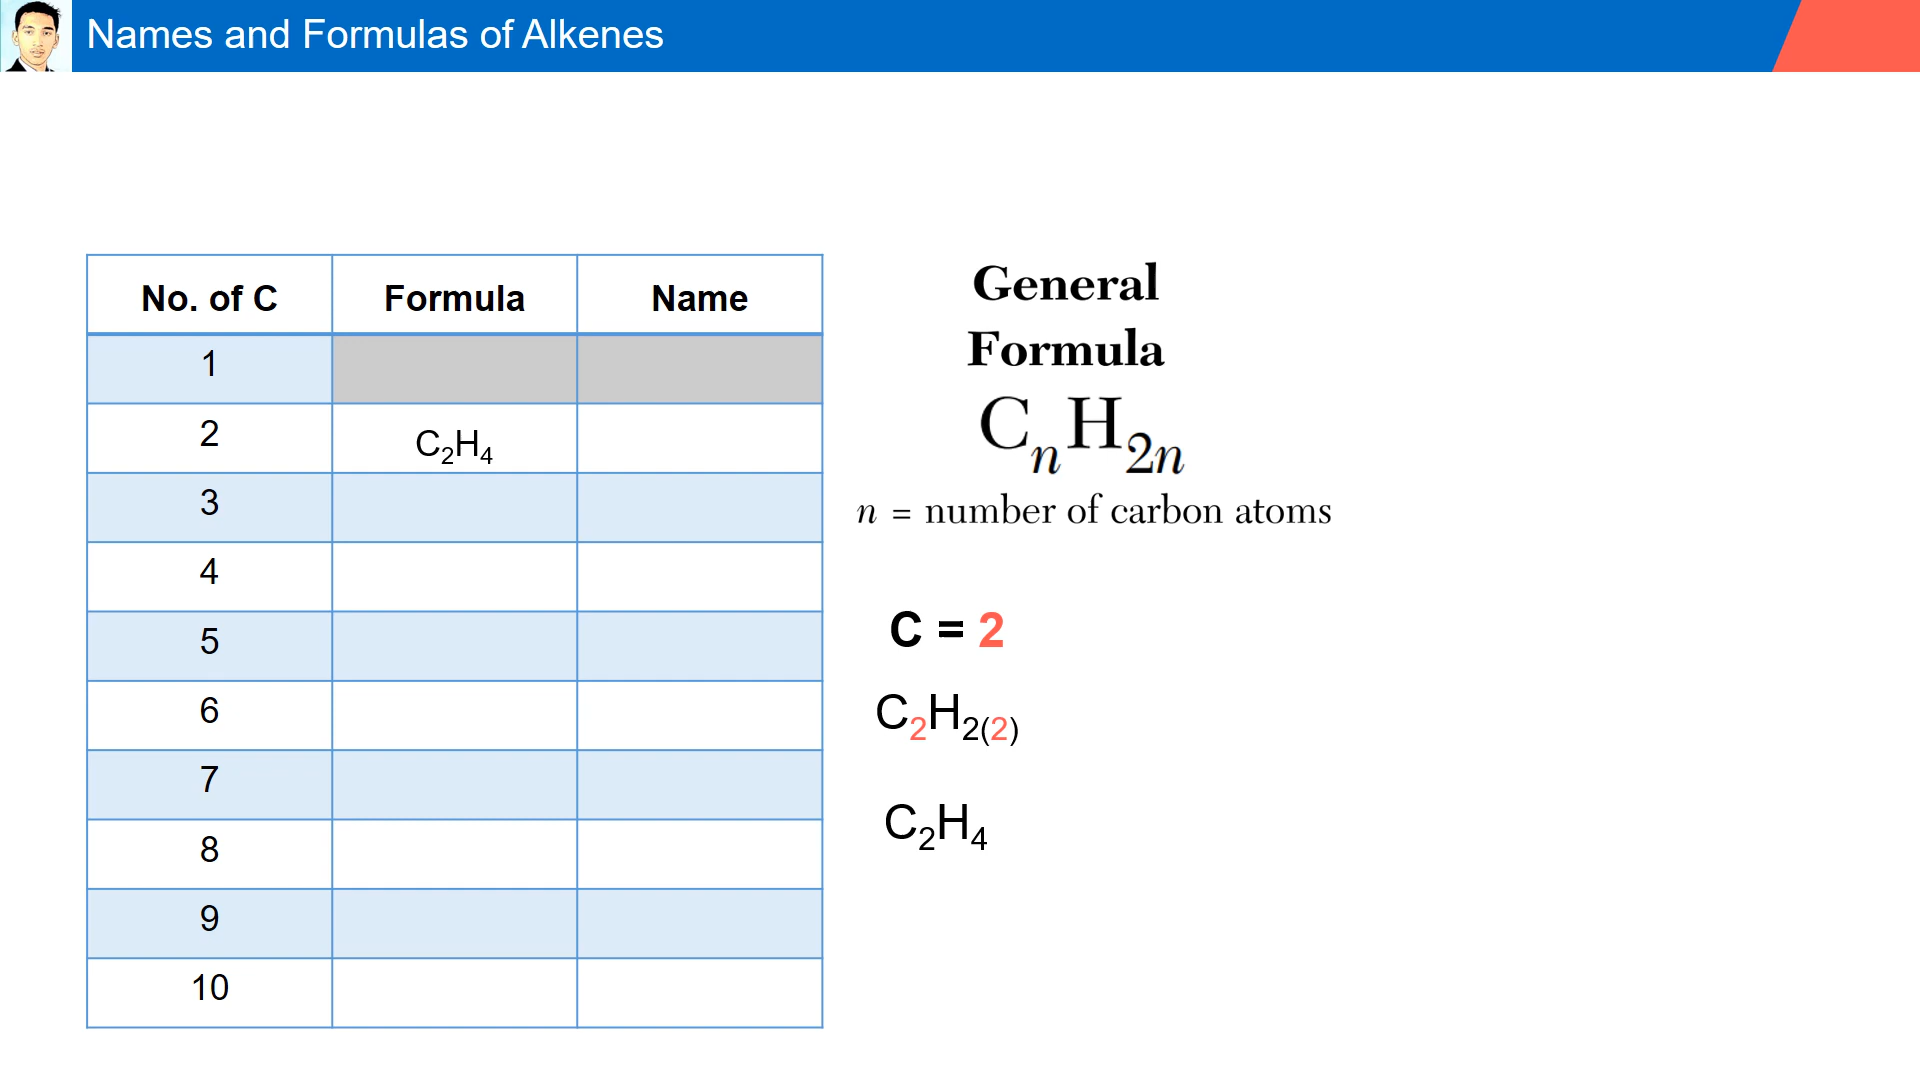 Names and Formulas of Alkenes
No. of C Formula Name
1
2 C₂H₄
3
4
5
6
7
8
9
10
General
Formula
CₙH₂ₙ
n = number of carbon atoms
C = 2
C₂H₂₍₂₎
C₂H₄